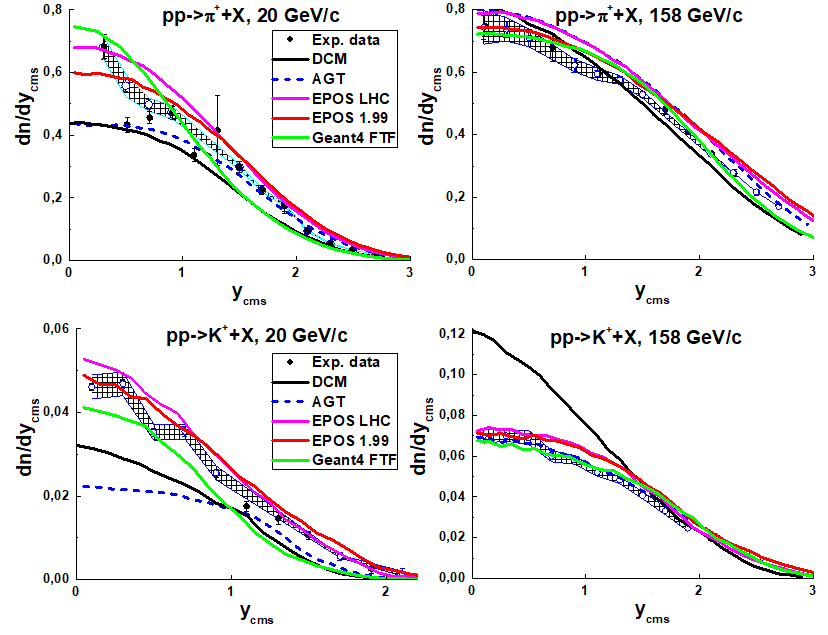 pp->π⁺+X, 20 GeV/c
0,8
0,6
0,4
0,2
0,0
dn/dy_cms
Exp. data
DCM
AGT
EPOS LHC
EPOS 1.99
Geant4 FTF
0 1 2 3
y_cms
pp->π⁺+X, 158 GeV/c
0,8
0,6
0,4
0,2
0,0
dn/dy_cms
0 1 2 3
y_cms
pp->K⁺+X, 20 GeV/c
0,06
0,04
0,02
0,00
dn/dy_cms
Exp. data
DCM
AGT
EPOS LHC
EPOS 1.99
Geant4 FTF
0 1 2
y_cms
pp->K⁺+X, 158 GeV/c
0,12
0,10
0,08
0,06
0,04
0,02
0,00
dn/dy_cms
0 1 2 3
y_cms